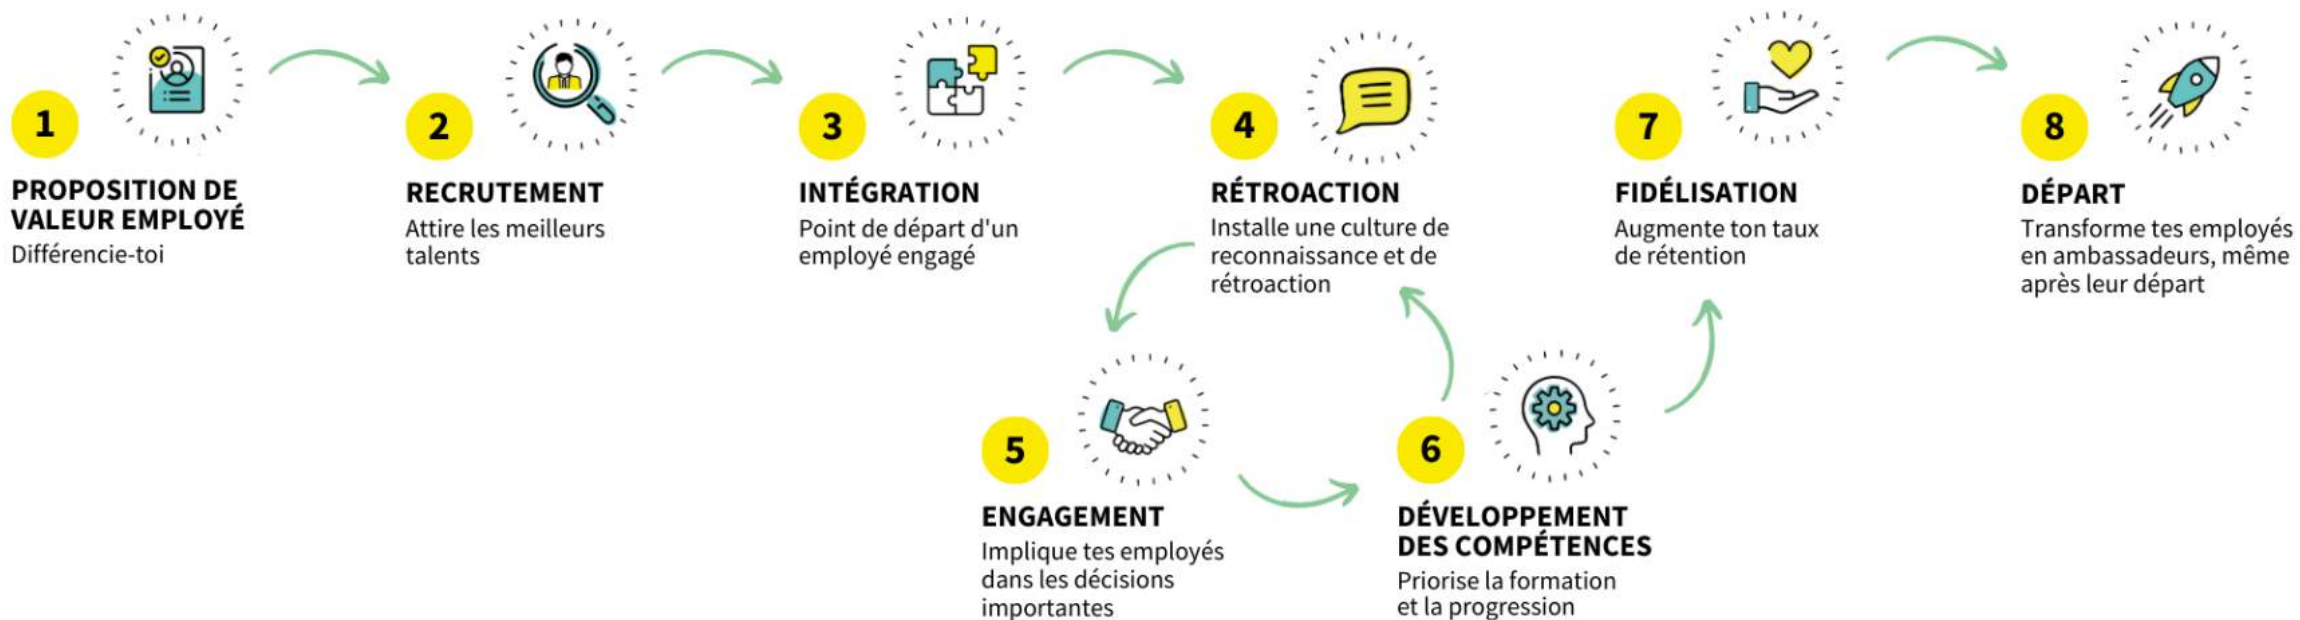 1
PROPOSITION DE
VALEUR EMPLOYÉ
Différencie-toi
2
RECRUTEMENT
Attire les meilleurs
talents
3
INTÉGRATION
Point de départ d'un
employé engagé
4
RÉTROACTION
Installe une culture de
reconnaissance et de
rétroaction
5
ENGAGEMENT
Implique tes employés
dans les décisions
importantes
6
DÉVELOPPEMENT
DES COMPÉTENCES
Priorise la formation
et la progression
7
FIDÉLISATION
Augmente ton taux
de rétention
8
DÉPART
Transforme tes employés
en ambassadeurs, même
après leur départ